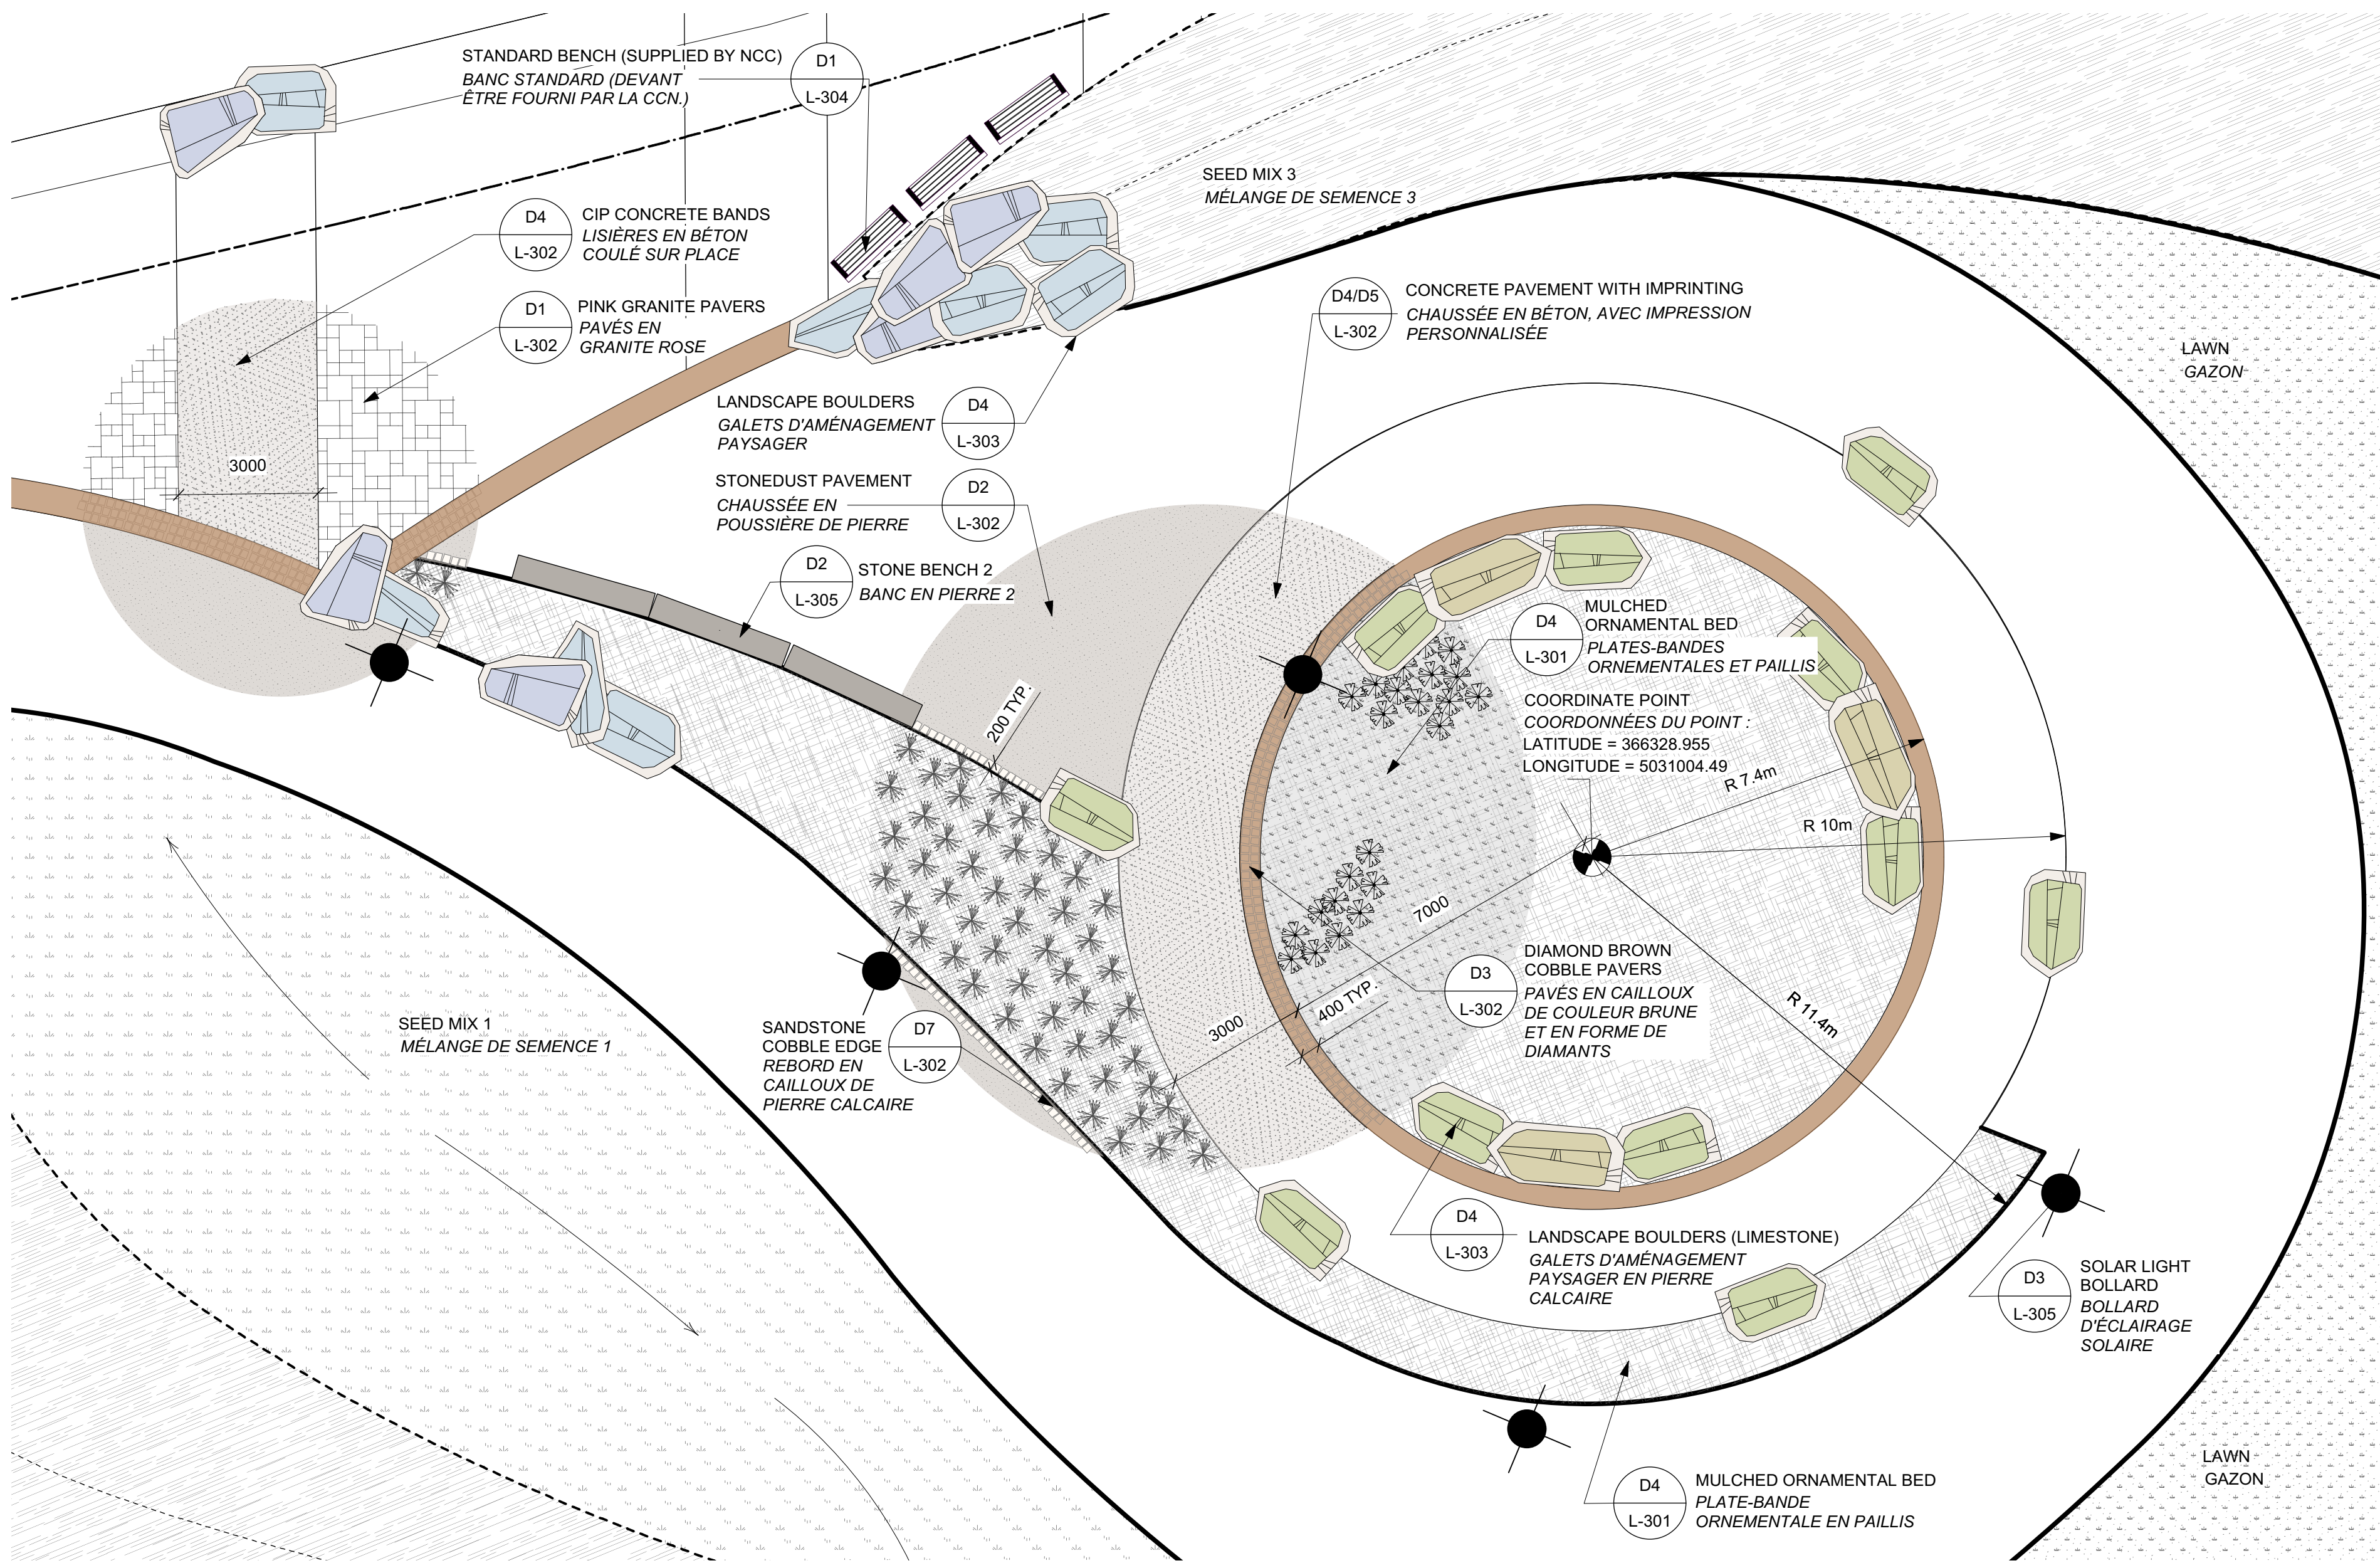 STANDARD BENCH (SUPPLIED BY NCC)
BANC STANDARD (DEVANT
ÊTRE FOURNI PAR LA CCN.)
D1
L-304
SEED MIX 3
MÉLANGE DE SEMENCE 3
D4
L-302
CIP CONCRETE BANDS
LISIÈRES EN BÉTON
COULÉ SUR PLACE
D1
L-302
PINK GRANITE PAVERS
PAVÉS EN
GRANITE ROSE
D4/D5
L-302
CONCRETE PAVEMENT WITH IMPRINTING
CHAUSSÉE EN BÉTON, AVEC IMPRESSION
PERSONNALISÉE
LAWN
GAZON
LANDSCAPE BOULDERS
GALETS D'AMÉNAGEMENT
PAYSAGER
D4
L-303
3000
STONEDUST PAVEMENT
CHAUSSÉE EN
POUSSIÈRE DE PIERRE
D2
L-302
D2
L-305
STONE BENCH 2
BANC EN PIERRE 2
D4
L-301
MULCHED
ORNAMENTAL BED
PLATES-BANDES
ORNEMENTALES ET PAILLIS
COORDINATE POINT
COORDONNÉES DU POINT :
LATITUDE = 366328.955
LONGITUDE = 5031004.49
200 TYP.
R 7.4m
R 10m
7000
D3
L-302
DIAMOND BROWN
COBBLE PAVERS
PAVÉS EN CAILLOUX
DE COULEUR BRUNE
ET EN FORME DE
DIAMANTS
400 TYP.
3000
R 11.4m
SEED MIX 1
MÉLANGE DE SEMENCE 1
SANDSTONE
COBBLE EDGE
REBORD EN
CAILLOUX DE
PIERRE CALCAIRE
D7
L-302
D4
L-303
LANDSCAPE BOULDERS (LIMESTONE)
GALETS D'AMÉNAGEMENT
PAYSAGER EN PIERRE
CALCAIRE
D3
L-305
SOLAR LIGHT
BOLLARD
BOLLARD
D'ÉCLAIRAGE
SOLAIRE
LAWN
GAZON
D4
L-301
MULCHED ORNAMENTAL BED
PLATE-BANDE
ORNEMENTALE EN PAILLIS